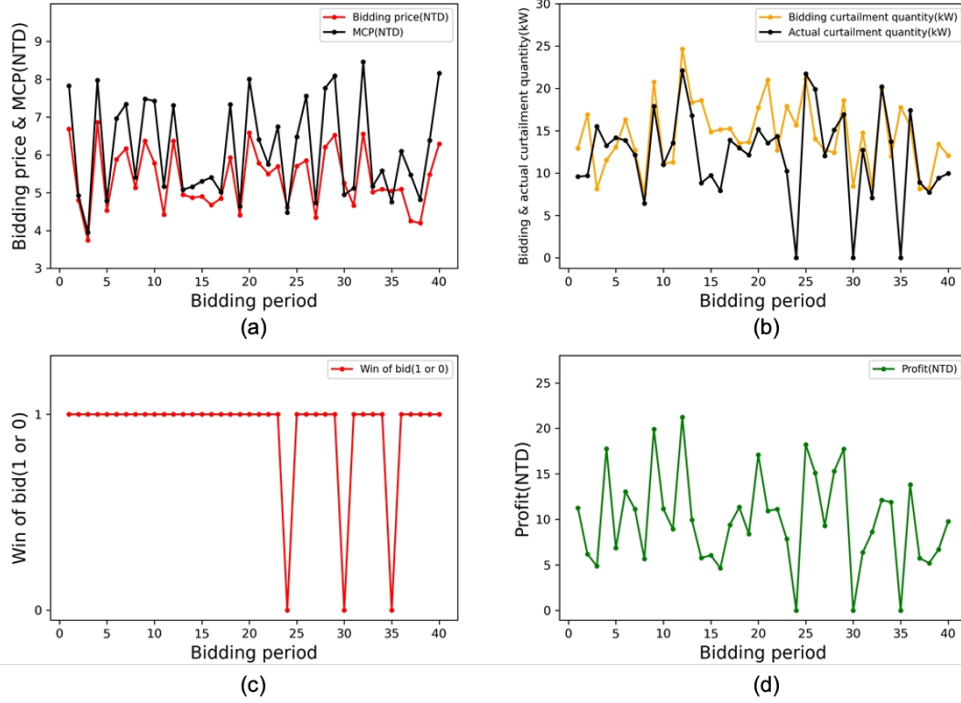 Bidding price(NTD)
MCP(NTD)
Bidding price & MCP(NTD)
9
8
7
6
5
4
3
0 5 10 15 20 25 30 35 40
Bidding period
(a)
Bidding curtailment quantity(kW)
Actual curtailment quantity(kW)
Bidding & actual curtailment quantity(kW)
30
25
20
15
10
5
0
0 5 10 15 20 25 30 35 40
Bidding period
(b)
Win of bid(1 or 0)
Win of bid(1 or 0)
1
0
0 5 10 15 20 25 30 35 40
Bidding period
(c)
Profit(NTD)
Profit(NTD)
25
20
15
10
5
0
0 5 10 15 20 25 30 35 40
Bidding period
(d)